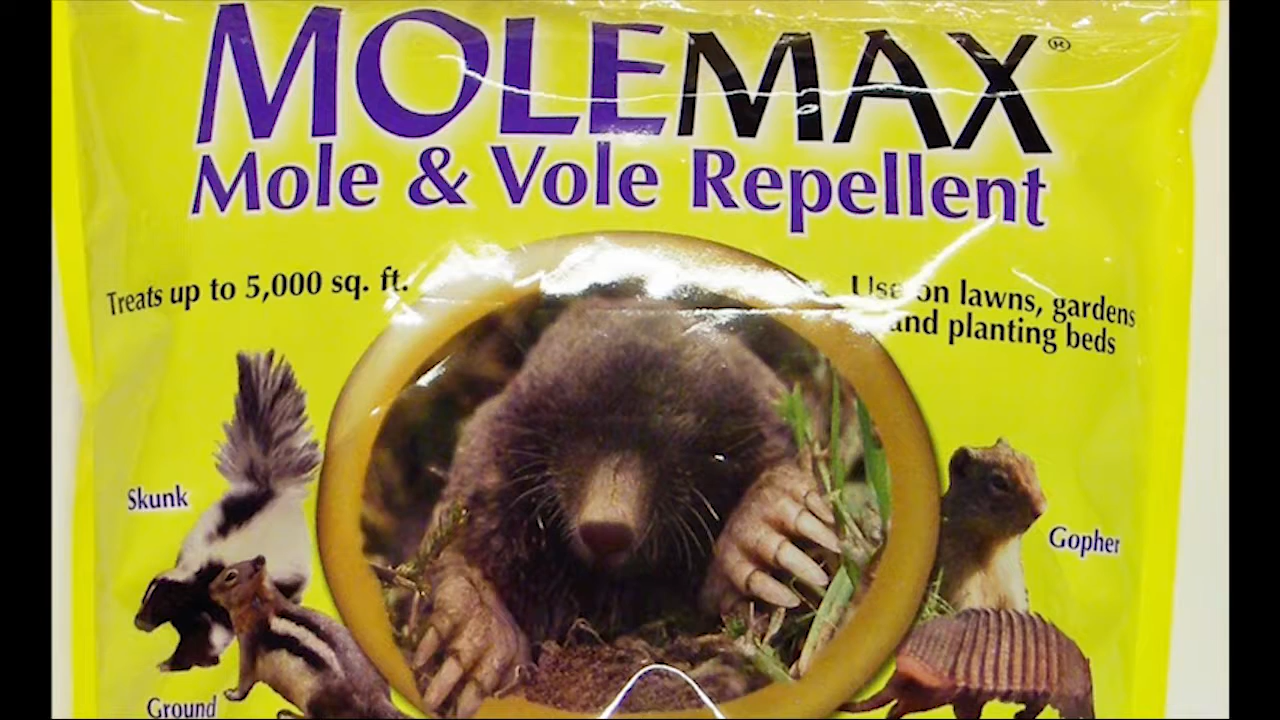 MOLEMAX®
Mole & Vole Repellent
Treats up to 5,000 sq. ft.
Use on lawns, gardens
and planting beds
Skunk
Gopher
Ground